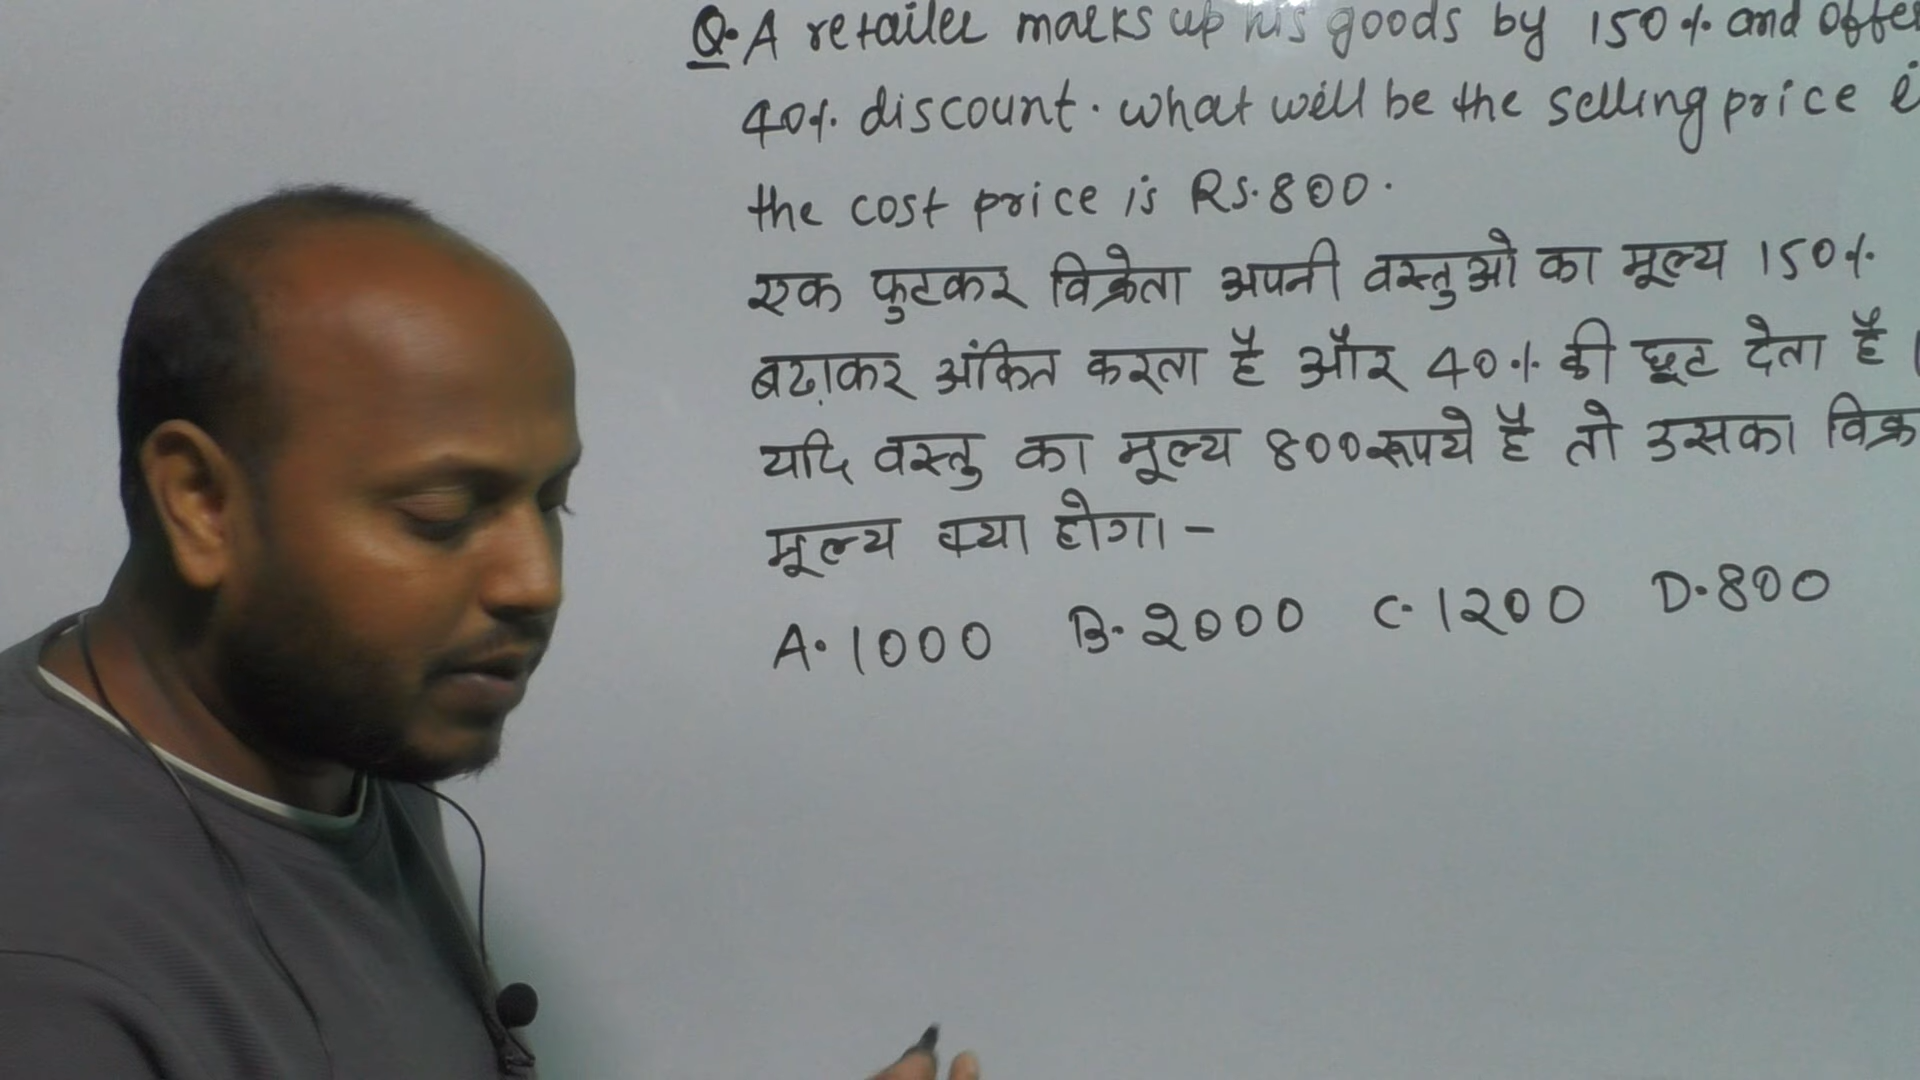 Q. A retailer marks up his goods by 150% and offe
40% discount. what will be the selling price i
the cost price is Rs. 800.
एक फुटकर विक्रेता अपनी वस्तुओ का मूल्य 150%
बढ़ाकर अंकित करता है और 40% की छूट देता है।
यदि वस्तु का मूल्य 800 रूपये है तो उसका विक्र
मूल्य क्या होगा। -
A. 1000 B. 2000 C. 1200 D. 800